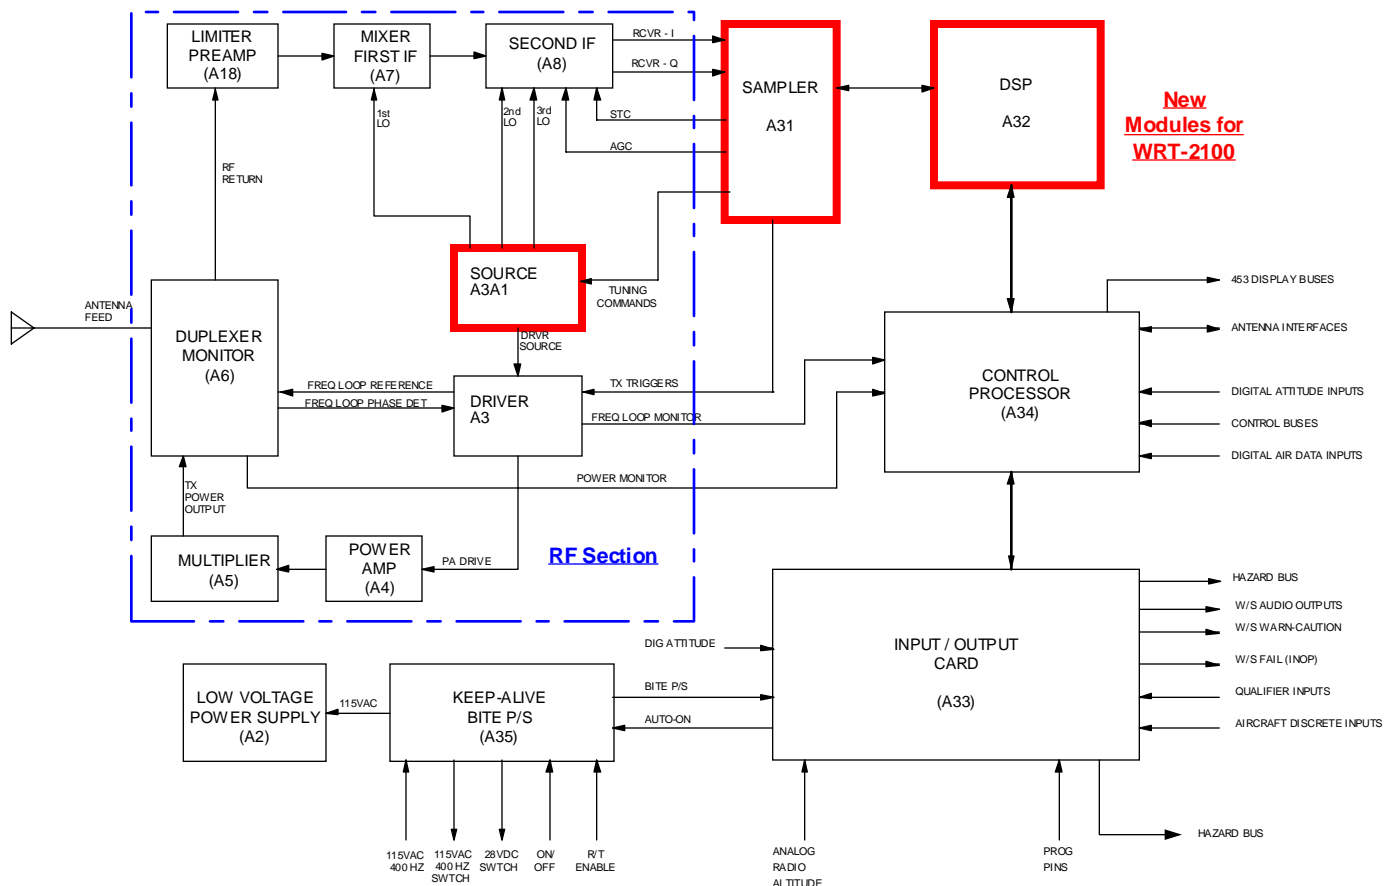 LIMITER
PREAMP
(A18)
MIXER
FIRST IF
(A7)
SECOND IF
(A8)
RCVR - I
RCVR - Q
STC
AGC
SAMPLER
A31
DSP
A32
New
Modules for
WRT-2100
1st
LO
2nd
LO
3rd
LO
RF
RETURN
SOURCE
A3A1
TUNING
COMMANDS
453 DISPLAY BUSES
ANTENNA
FEED
DUPLEXER
MONITOR
(A6)
DRVR
SOURCE
FREQ LOOP REFERENCE
FREQ LOOP PHASE DET
DRIVER
A3
TX TRIGGERS
FREQ LOOP MONITOR
CONTROL
PROCESSOR
(A34)
ANTENNA INTERFACES
DIGITAL ATTITUDE INPUTS
CONTROL BUSES
DIGITAL AIR DATA INPUTS
TX
POWER
OUTPUT
POWER MONITOR
MULTIPLIER
(A5)
POWER
AMP
(A4)
PA DRIVE
RF Section
INPUT / OUTPUT
CARD
(A33)
HAZARD BUS
W/S AUDIO OUTPUTS
W/S WARN-CAUTION
W/S FAIL (INOP)
QUALIFIER INPUTS
AIRCRAFT DISCRETE INPUTS
DIG ATTITUDE
LOW VOLTAGE
POWER SUPPLY
(A2)
115VAC
KEEP-ALIVE
BITE P/S
(A35)
BITE P/S
AUTO-ON
115VAC
400 HZ
115VAC
400 HZ
SWTCH
28VDC
SWTCH
ON/
OFF
R/T
ENABLE
ANALOG
RADIO
ALTITUDE
PROG
PINS
HAZARD BUS